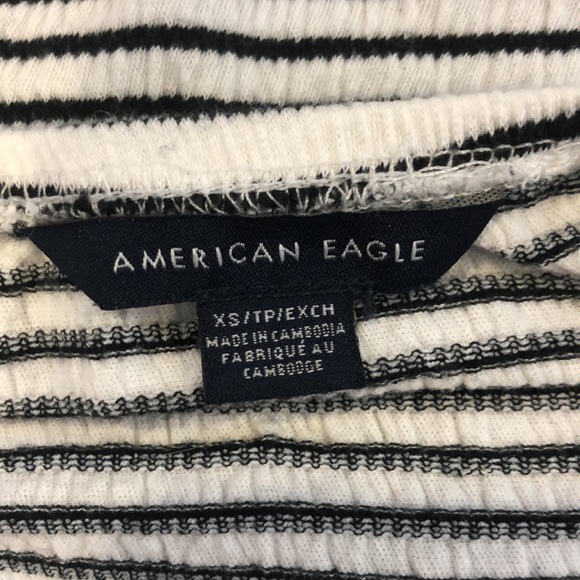 AMERICAN EAGLE
XS/TP/EXCH
MADE IN CAMBODIA
FABRIQUÉ AU
CAMBODGE